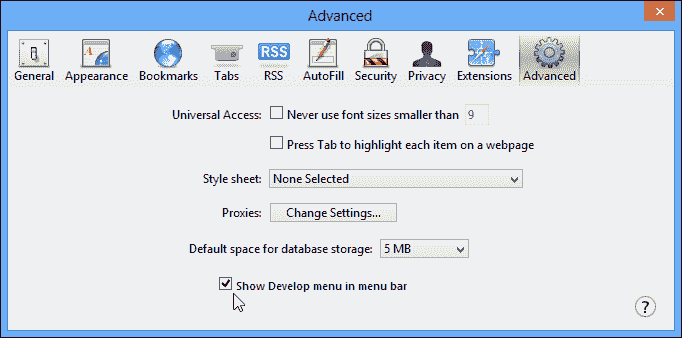 Advanced
RSS
General Appearance Bookmarks Tabs RSS AutoFill Security Privacy Extensions Advanced
Universal Access: Never use font sizes smaller than 9
Press Tab to highlight each item on a webpage
Style sheet: None Selected
Proxies: Change Settings...
Default space for database storage: 5 MB
Show Develop menu in menu bar
?